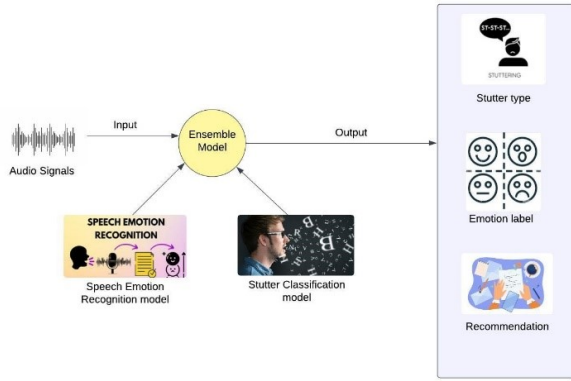 ST-ST-ST...
STUTTERING
Stutter type
Input
Ensemble
Model
Output
Audio Signals
Emotion label
SPEECH EMOTION
RECOGNITION
Speech Emotion
Recognition model
Stutter Classification
model
Recommendation